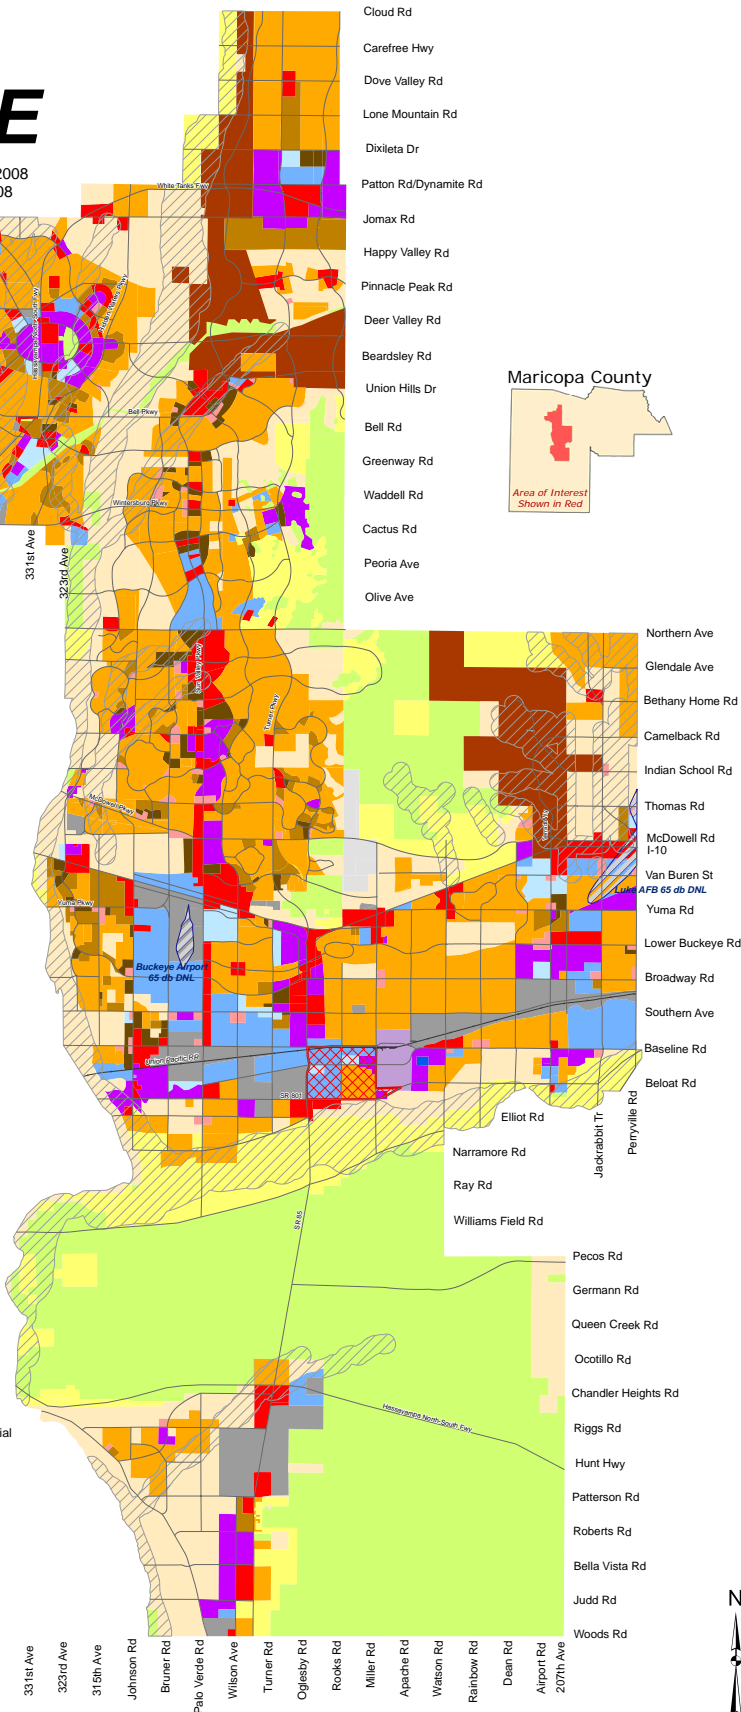 E
2008
08
Cloud Rd
Carefree Hwy
Dove Valley Rd
Lone Mountain Rd
Dixileta Dr
White Tanks Fwy
Patton Rd/Dynamite Rd
Jomax Rd
Happy Valley Rd
Pinnacle Peak Rd
Deer Valley Rd
Beardsley Rd
Union Hills Dr
Bell Pkwy
Bell Rd
Greenway Rd
Waddell Rd
Wintersburg Pkwy
Cactus Rd
Peoria Ave
Olive Ave
331st Ave
323rd Ave
Maricopa County
Area of Interest
Shown in Red
Northern Ave
Glendale Ave
Bethany Home Rd
Camelback Rd
Indian School Rd
Thomas Rd
McDowell Rd
I-10
Van Buren St
Luke AFB 65 db DNL
Yuma Rd
Lower Buckeye Rd
Broadway Rd
Southern Ave
Baseline Rd
Beloat Rd
Sun Valley Pkwy
Turner Pkwy
McDowell Pkwy
Yuma Pkwy
Buckeye Airport
65 db DNL
Union Pacific RR
SR 801
Elliot Rd
Jackrabbit Tr
Perryville Rd
Narramore Rd
Ray Rd
Williams Field Rd
SR 85
Pecos Rd
Germann Rd
Queen Creek Rd
Ocotillo Rd
Chandler Heights Rd
Hassayampa North-South Fwy
Riggs Rd
ial
Hunt Hwy
Patterson Rd
Roberts Rd
Bella Vista Rd
Judd Rd
Woods Rd
N
331st Ave
323rd Ave
315th Ave
Johnson Rd
Bruner Rd
Palo Verde Rd
Wilson Ave
Turner Rd
Oglesby Rd
Rooks Rd
Miller Rd
Apache Rd
Watson Rd
Rainbow Rd
Dean Rd
Airport Rd
207th Ave